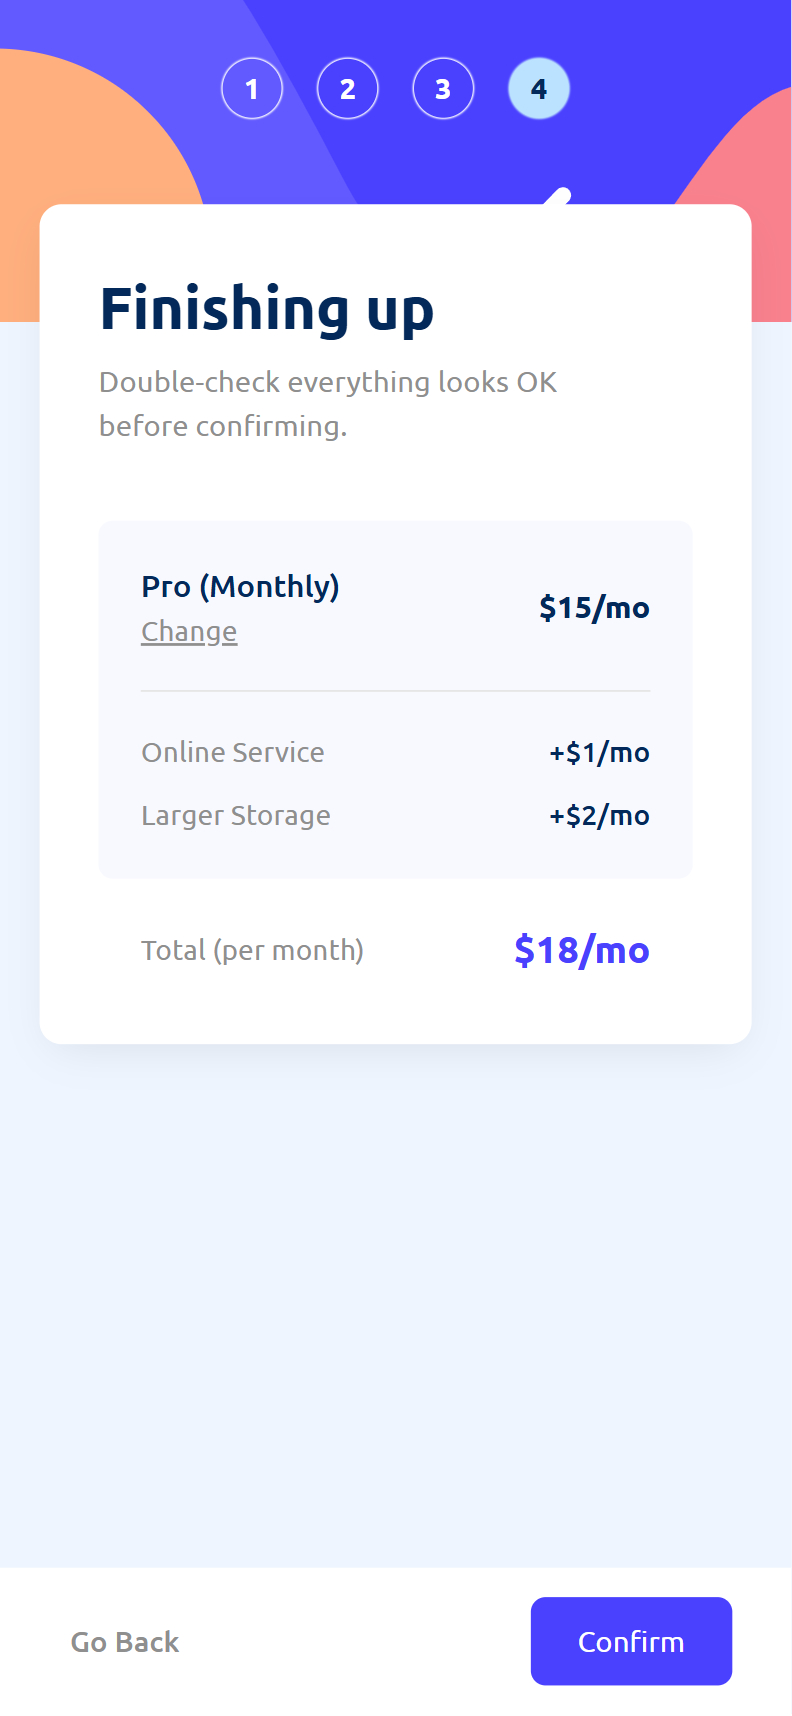 1 2 3 4
Finishing up
Double-check everything looks OK
before confirming.
Pro (Monthly)
$15/mo
Change
Online Service +$1/mo
Larger Storage +$2/mo
Total (per month) $18/mo
Go Back Confirm